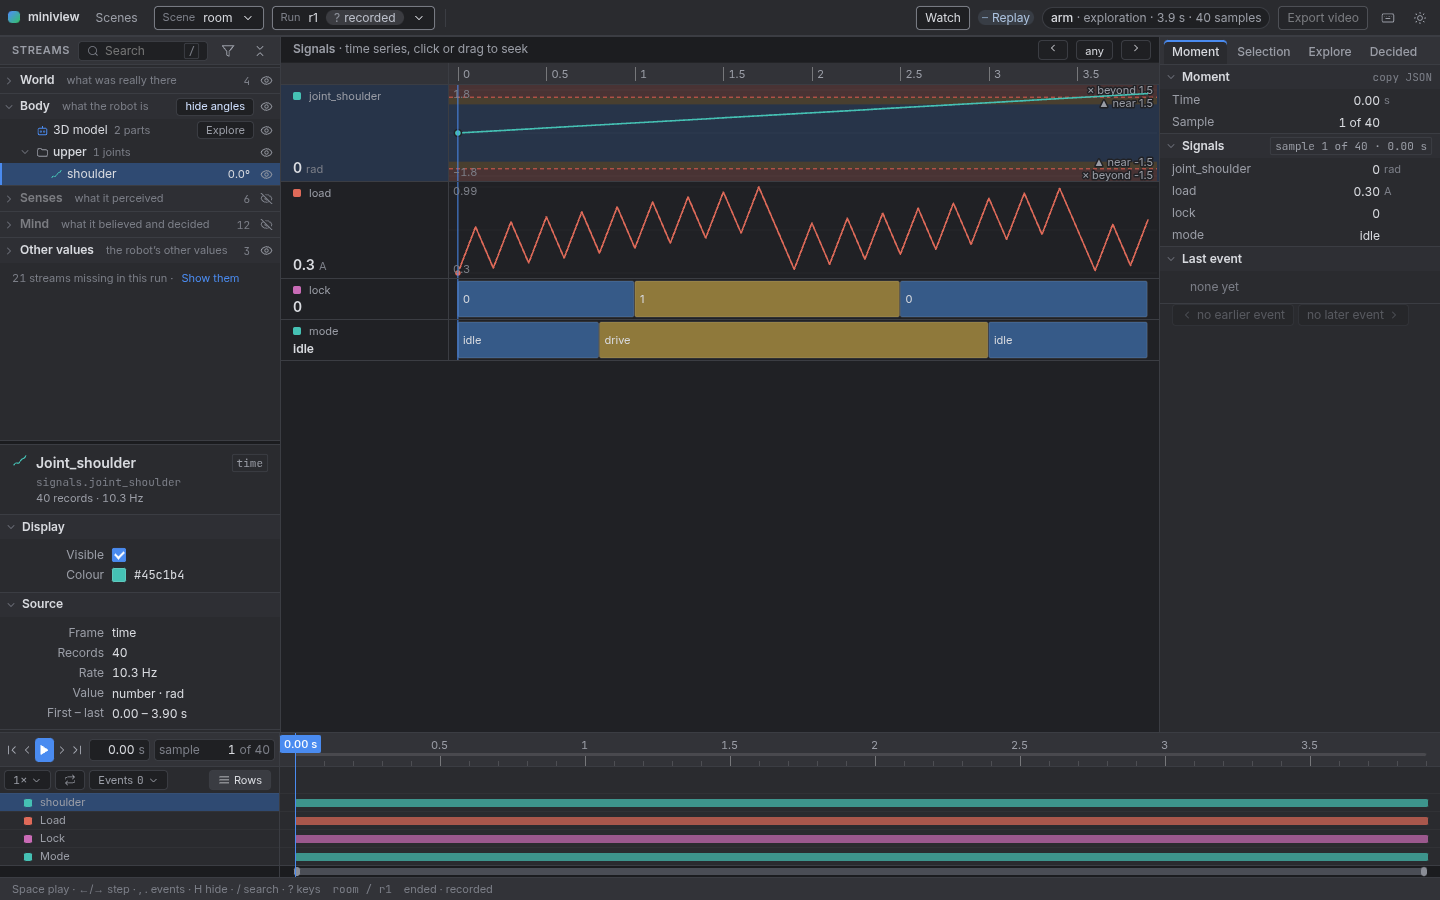 miniview Scenes Scene room Run r1 ? recorded Watch − Replay arm · exploration · 3.9 s · 40 samples Export video
STREAMS Search /
World what was really there 4
Body what the robot is hide angles
3D model 2 parts Explore
upper 1 joints
shoulder 0.0°
Senses what it perceived 6
Mind what it believed and decided 12
Other values the robot's other values 3
21 streams missing in this run · Show them
Joint_shoulder time
signals.joint_shoulder
40 records · 10.3 Hz
Display
Visible
Colour #45c1b4
Source
Frame time
Records 40
Rate 10.3 Hz
Value number · rad
First – last 0.00 – 3.90 s
Signals · time series, click or drag to seek any
0 0.5 1 1.5 2 2.5 3 3.5
joint_shoulder
0 rad
1.8
−1.8
× beyond 1.5
▲ near 1.5
▲ near -1.5
× beyond -1.5
load
0.3 A
0.99
0.3
lock
0
0 1 0
mode
idle
idle drive idle
Moment Selection Explore Decided
Moment copy JSON
Time 0.00 s
Sample 1 of 40
Signals sample 1 of 40 · 0.00 s
joint_shoulder 0 rad
load 0.30 A
lock 0
mode idle
Last event
none yet
no earlier event no later event
0.00 s sample 1 of 40
0.00 s 0.5 1 1.5 2 2.5 3 3.5
1× Events 0 Rows
shoulder
Load
Lock
Mode
Space play · ←/→ step · , . events · H hide · / search · ? keys room / r1 ended · recorded